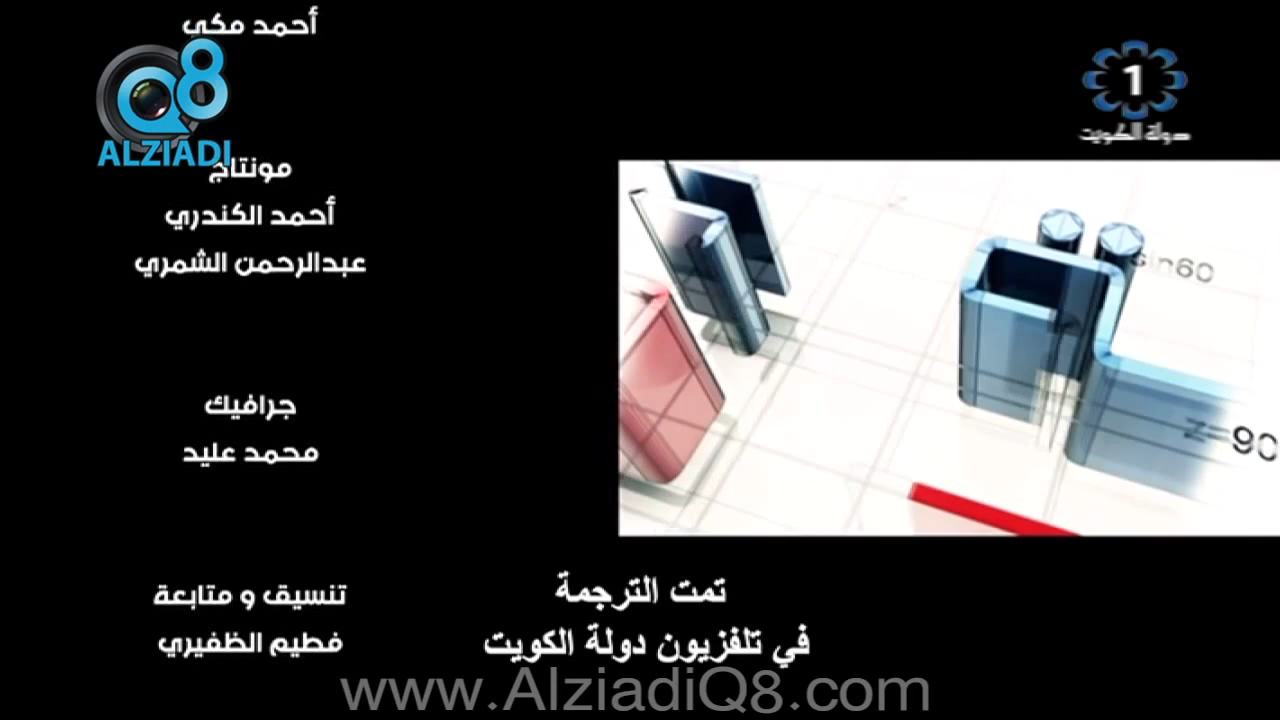 أحمد مكي
Q8
ALZIADI
1
دولة الكويت
مونتاج
أحمد الكندري
عبدالرحمن الشمري
sin60
z=90
جرافيك
محمد عليد
تنسيق و متابعة
فطيم الظفيري
تمت الترجمة
في تلفزيون دولة الكويت
www.AlziadiQ8.com